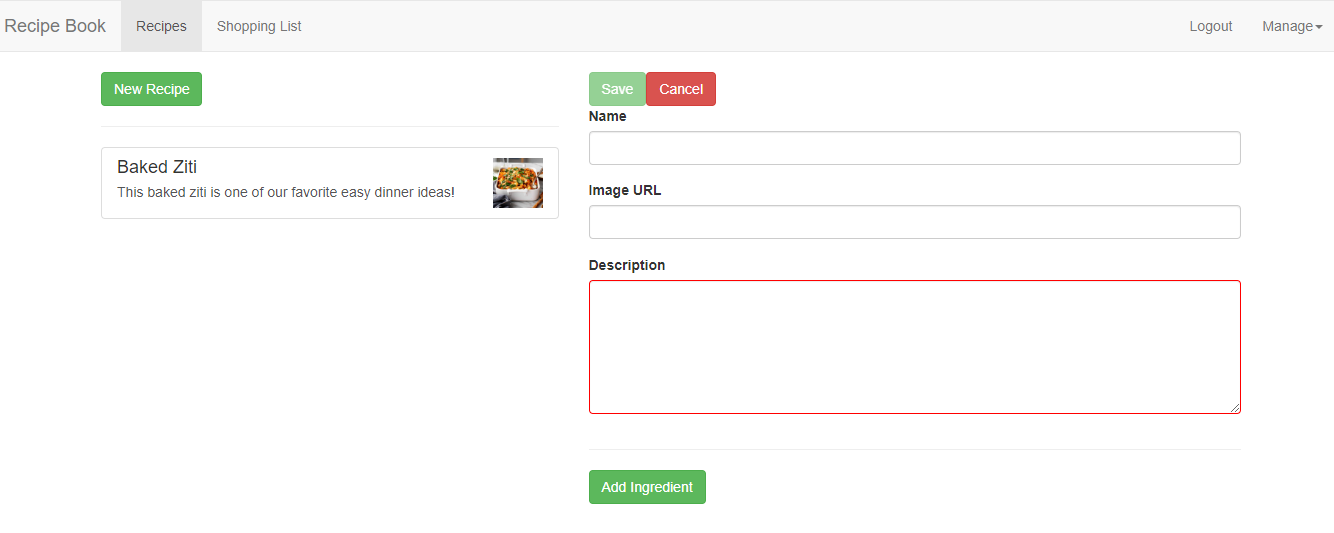 Recipe Book
Recipes
Shopping List
Logout
Manage
New Recipe
Baked Ziti
This baked ziti is one of our favorite easy dinner ideas!
Save
Cancel
Name
Image URL
Description
Add Ingredient